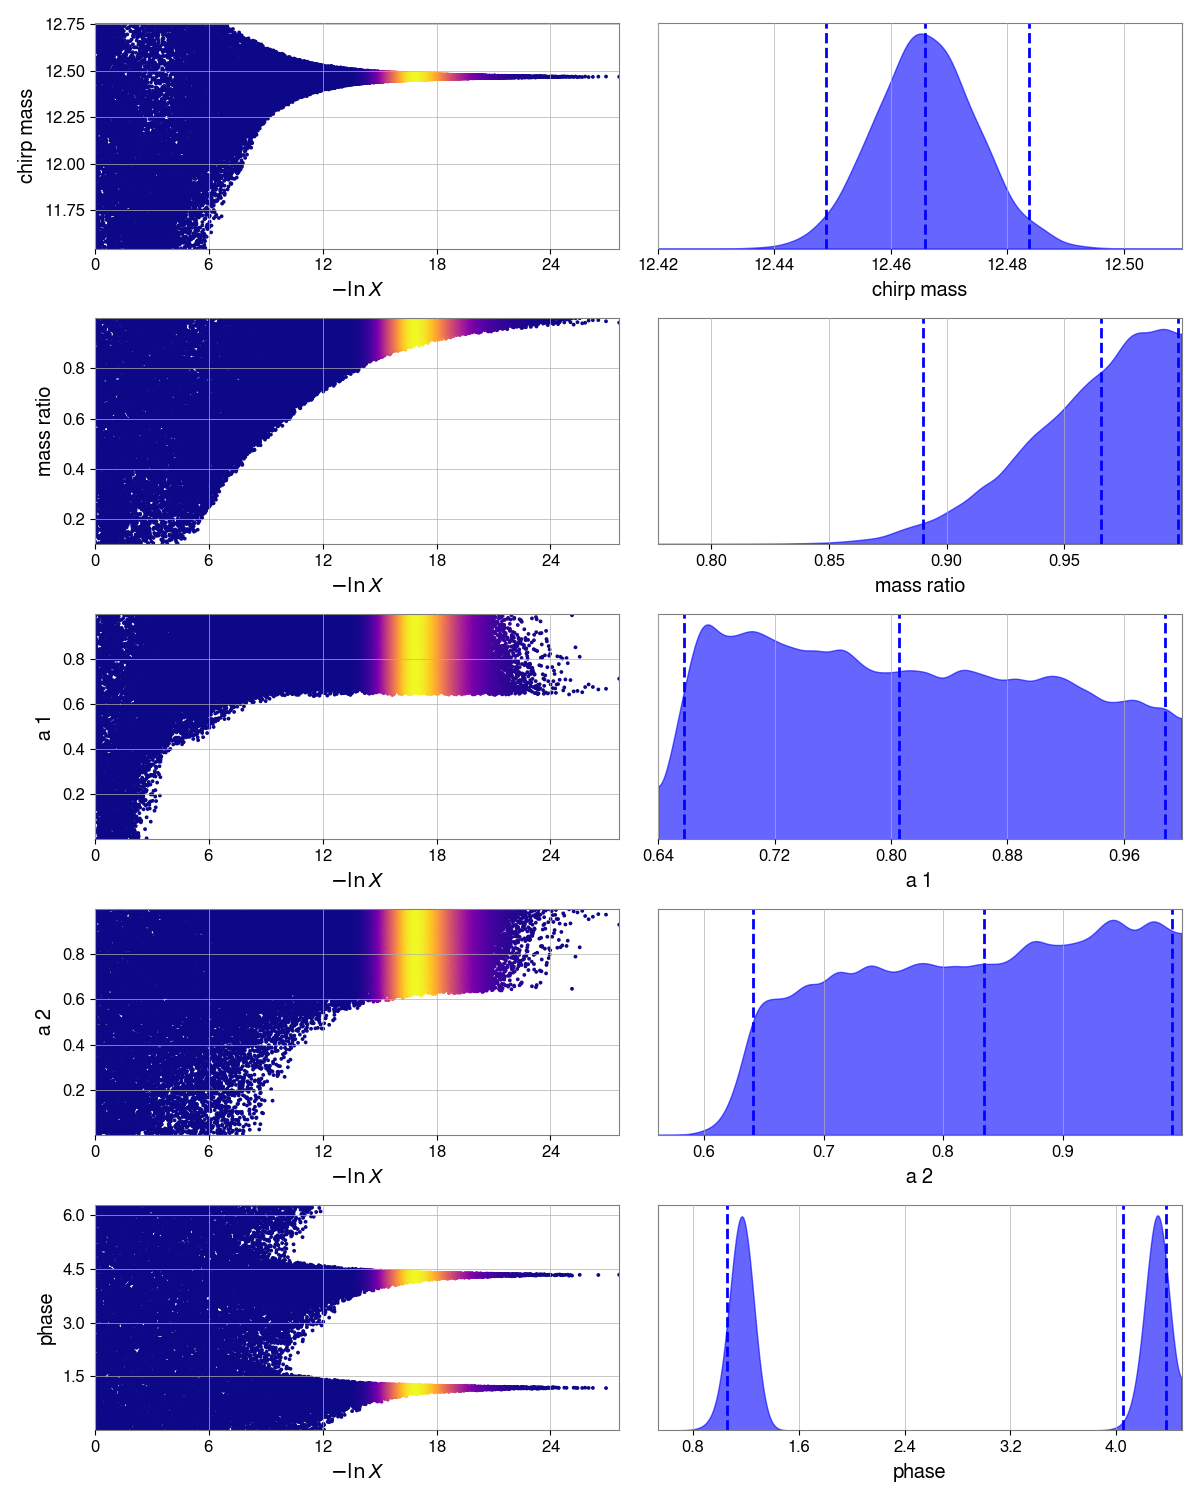 12.75
12.50
12.25
12.00
11.75
chirp mass
0 6 12 18 24
−ln X
12.42 12.44 12.46 12.48 12.50
chirp mass
0.8
0.6
0.4
0.2
mass ratio
0 6 12 18 24
−ln X
0.80 0.85 0.90 0.95
mass ratio
0.8
0.6
0.4
0.2
a 1
0 6 12 18 24
−ln X
0.64 0.72 0.80 0.88 0.96
a 1
0.8
0.6
0.4
0.2
a 2
0 6 12 18 24
−ln X
0.6 0.7 0.8 0.9
a 2
6.0
4.5
3.0
1.5
phase
0 6 12 18 24
−ln X
0.8 1.6 2.4 3.2 4.0
phase